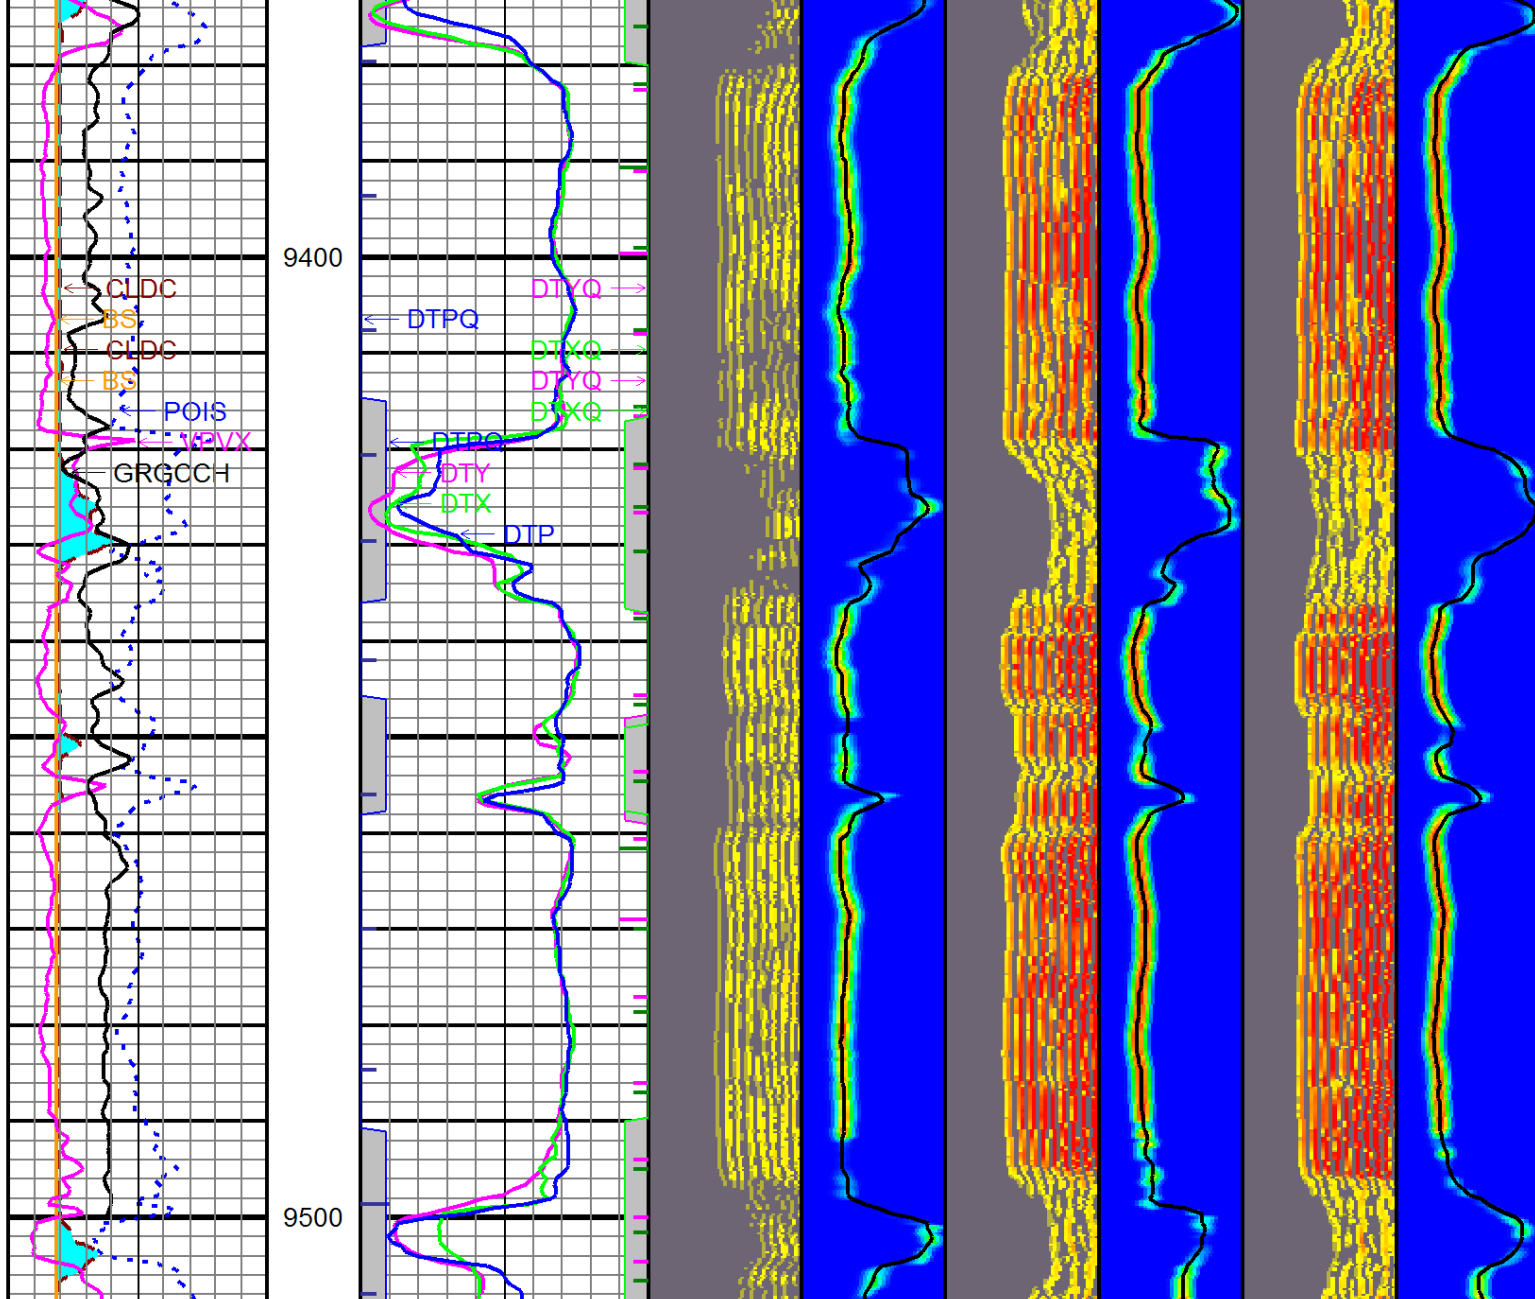 9400
CLDC
DTYQ
BS
DTPQ
CLDC
DTXQ
BS
DTYQ
POIS
DTXQ
VPVX
DTPQ
GRGCCH
DTY
DTX
DTP
9500